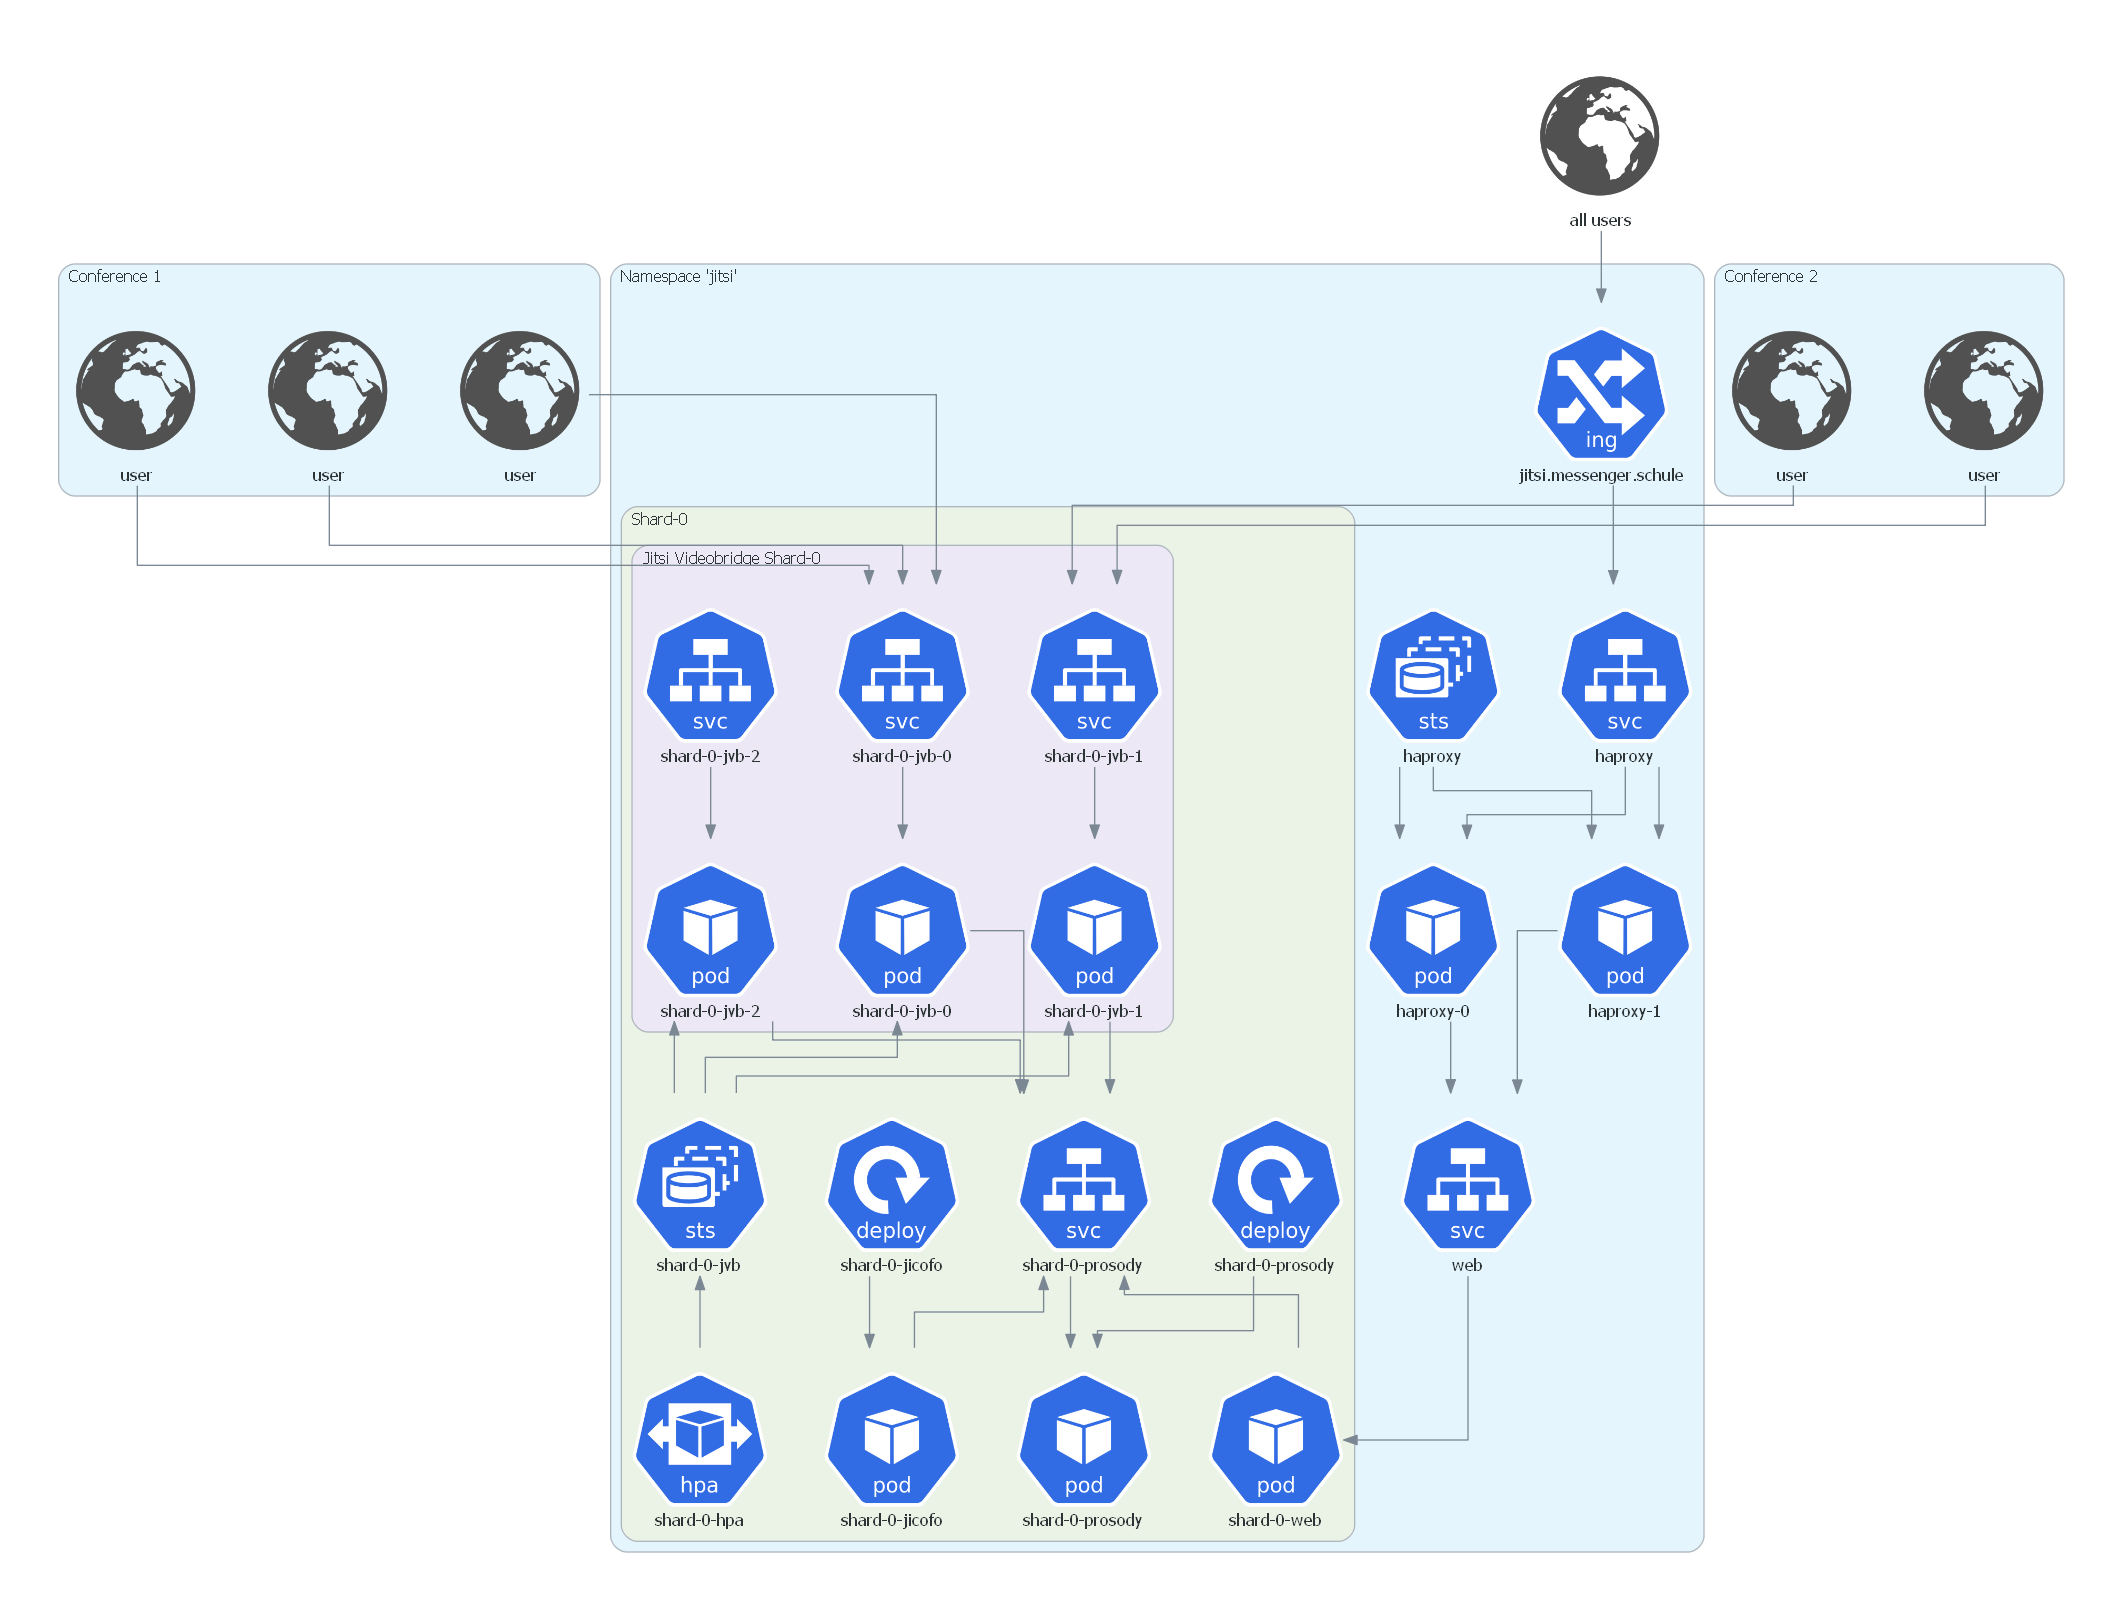 all users
Conference 1
Namespace 'jitsi'
Conference 2
ing
user
user
user
jitsi.messenger.schule
user
user
Shard-0
Jitsi Videobridge Shard-0
svc
svc
svc
sts
svc
shard-0-jvb-2
shard-0-jvb-0
shard-0-jvb-1
haproxy
haproxy
pod
pod
pod
pod
pod
shard-0-jvb-2
shard-0-jvb-0
shard-0-jvb-1
haproxy-0
haproxy-1
sts
deploy
svc
deploy
svc
shard-0-jvb
shard-0-jicofo
shard-0-prosody
shard-0-prosody
web
hpa
pod
pod
pod
shard-0-hpa
shard-0-jicofo
shard-0-prosody
shard-0-web